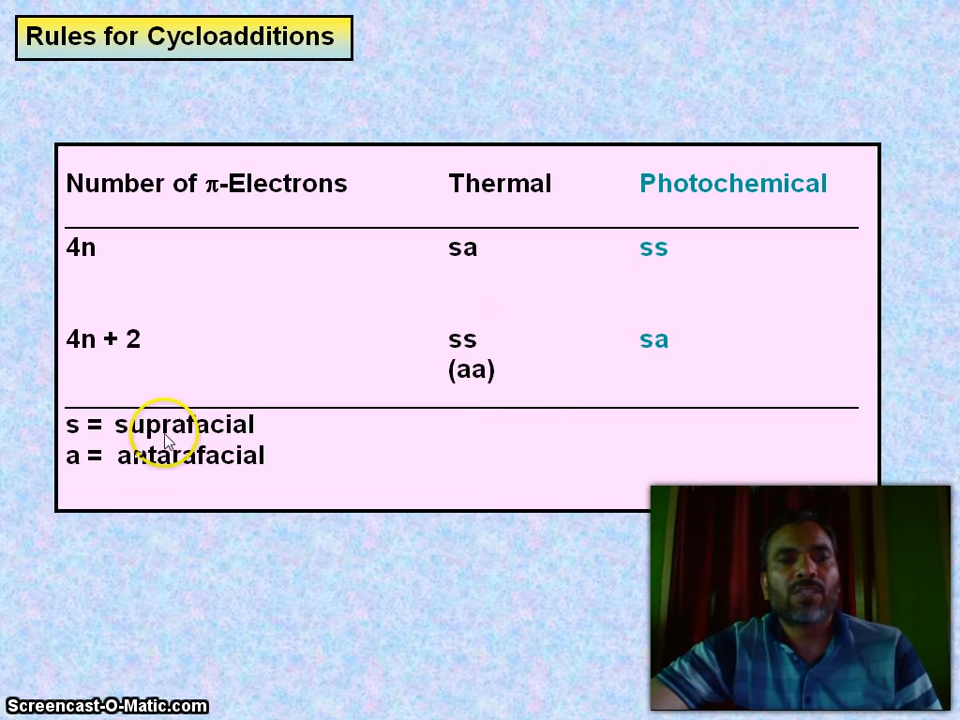 Rules for Cycloadditions
Number of π-Electrons Thermal Photochemical
4n sa ss
4n + 2 ss sa
(aa)
s = suprafacial
a = antarafacial
Screencast-O-Matic.com